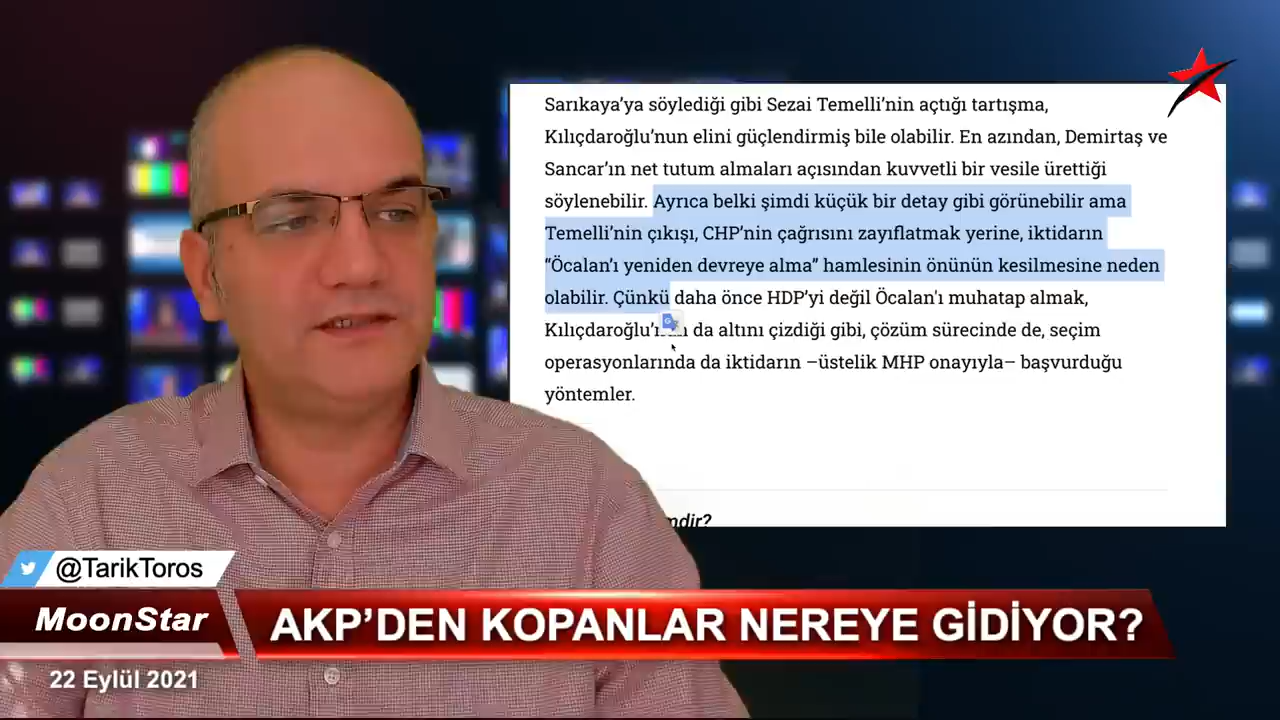 Sarıkaya’ya söylediği gibi Sezai Temelli’nin açtığı tartışma,
Kılıçdaroğlu’nun elini güçlendirmiş bile olabilir. En azından, Demirtaş ve
Sancar’ın net tutum almaları açısından kuvvetli bir vesile ürettiği
söylenebilir. Ayrıca belki şimdi küçük bir detay gibi görünebilir ama
Temelli’nin çıkışı, CHP’nin çağrısını zayıflatmak yerine, iktidarın
“Öcalan’ı yeniden devreye alma” hamlesinin önünün kesilmesine neden
olabilir. Çünkü daha önce HDP’yi değil Öcalan'ı muhatap almak,
da altını çizdiği gibi, çözüm sürecinde de, seçim
operasyonlarında da iktidarın –üstelik MHP onayıyla– başvurduğu
yöntemler.
@TarikToros
MoonStar
AKP’DEN KOPANLAR NEREYE GİDİYOR?
22 Eylül 2021